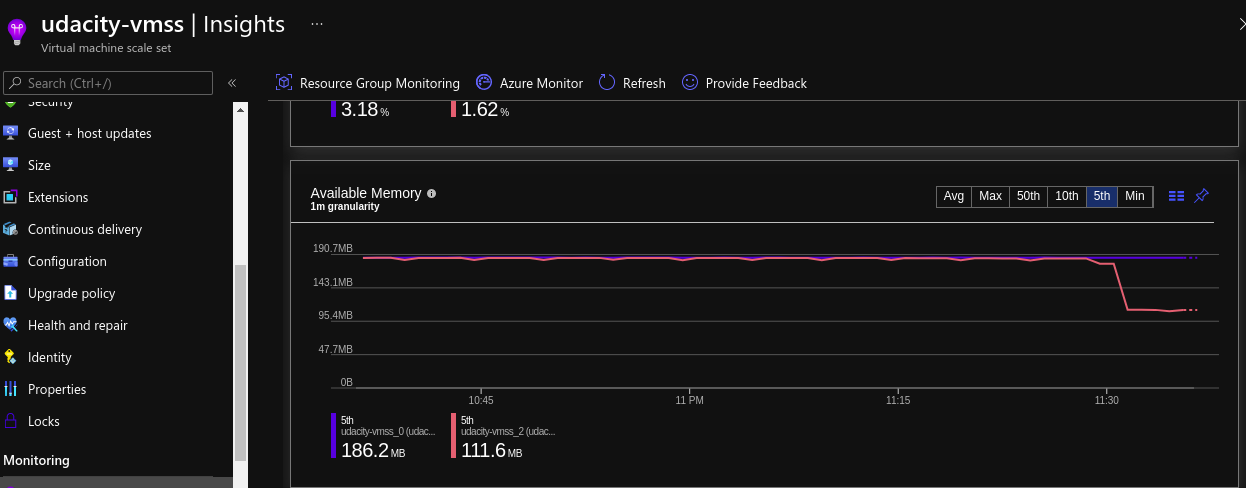 udacity-vmss | Insights ...
Virtual machine scale set
Search (Ctrl+/)
«
Resource Group Monitoring
Azure Monitor
Refresh
Provide Feedback
Security
Guest + host updates
Size
Extensions
Continuous delivery
Configuration
Upgrade policy
Health and repair
Identity
Properties
Locks
Monitoring
3.18 %
1.62 %
Available Memory
1m granularity
Avg
Max
50th
10th
5th
Min
190.7MB
143.1MB
95.4MB
47.7MB
0B
10:45
11 PM
11:15
11:30
5th
udacity-vmss_0 (udac...
186.2 MB
5th
udacity-vmss_2 (udac...
111.6 MB